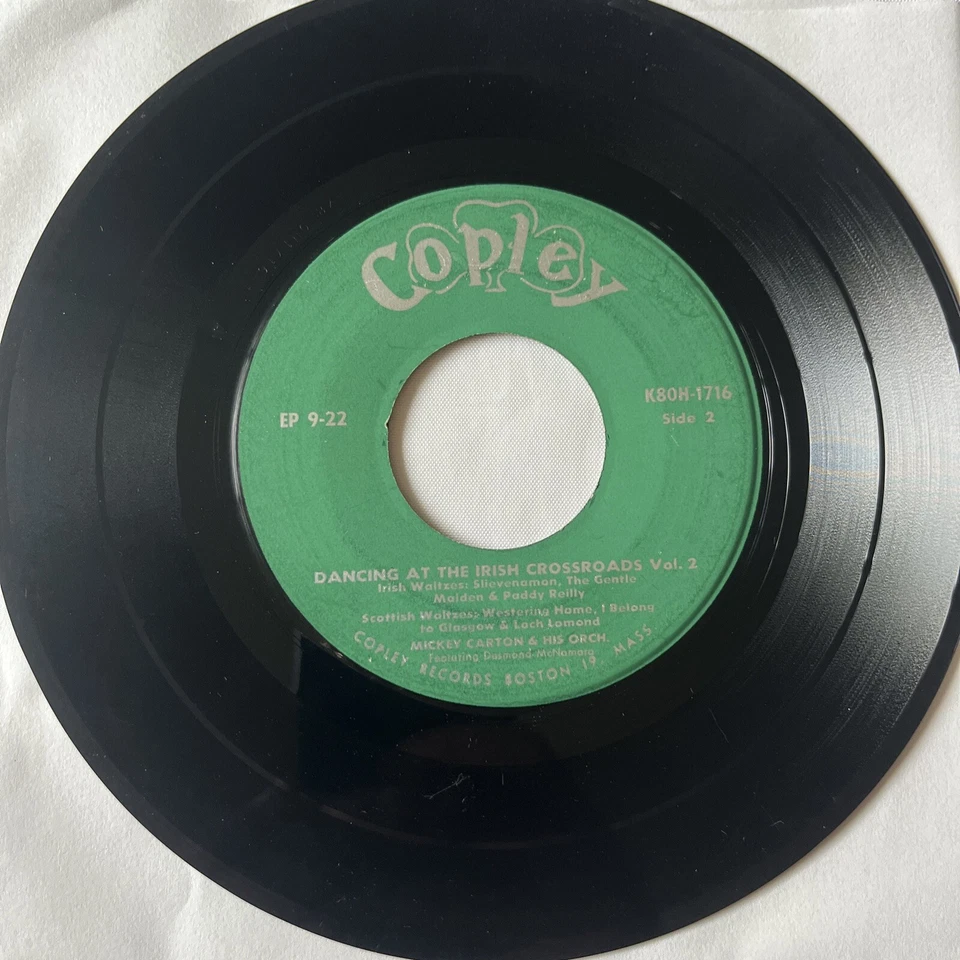 Copley
EP 9-22
K80H-1716
Side 2
DANCING AT THE IRISH CROSSROADS Vol. 2
Irish Waltzes: Slievenamon, The Gentle
Maiden & Paddy Reilly
Scottish Waltzes: Westering Home, I Belong
to Glasgow & Loch Lomond
MICKEY CARTON & HIS ORCH.
Featuring Desmond McNamara
COPLEY RECORDS BOSTON 19, MASS